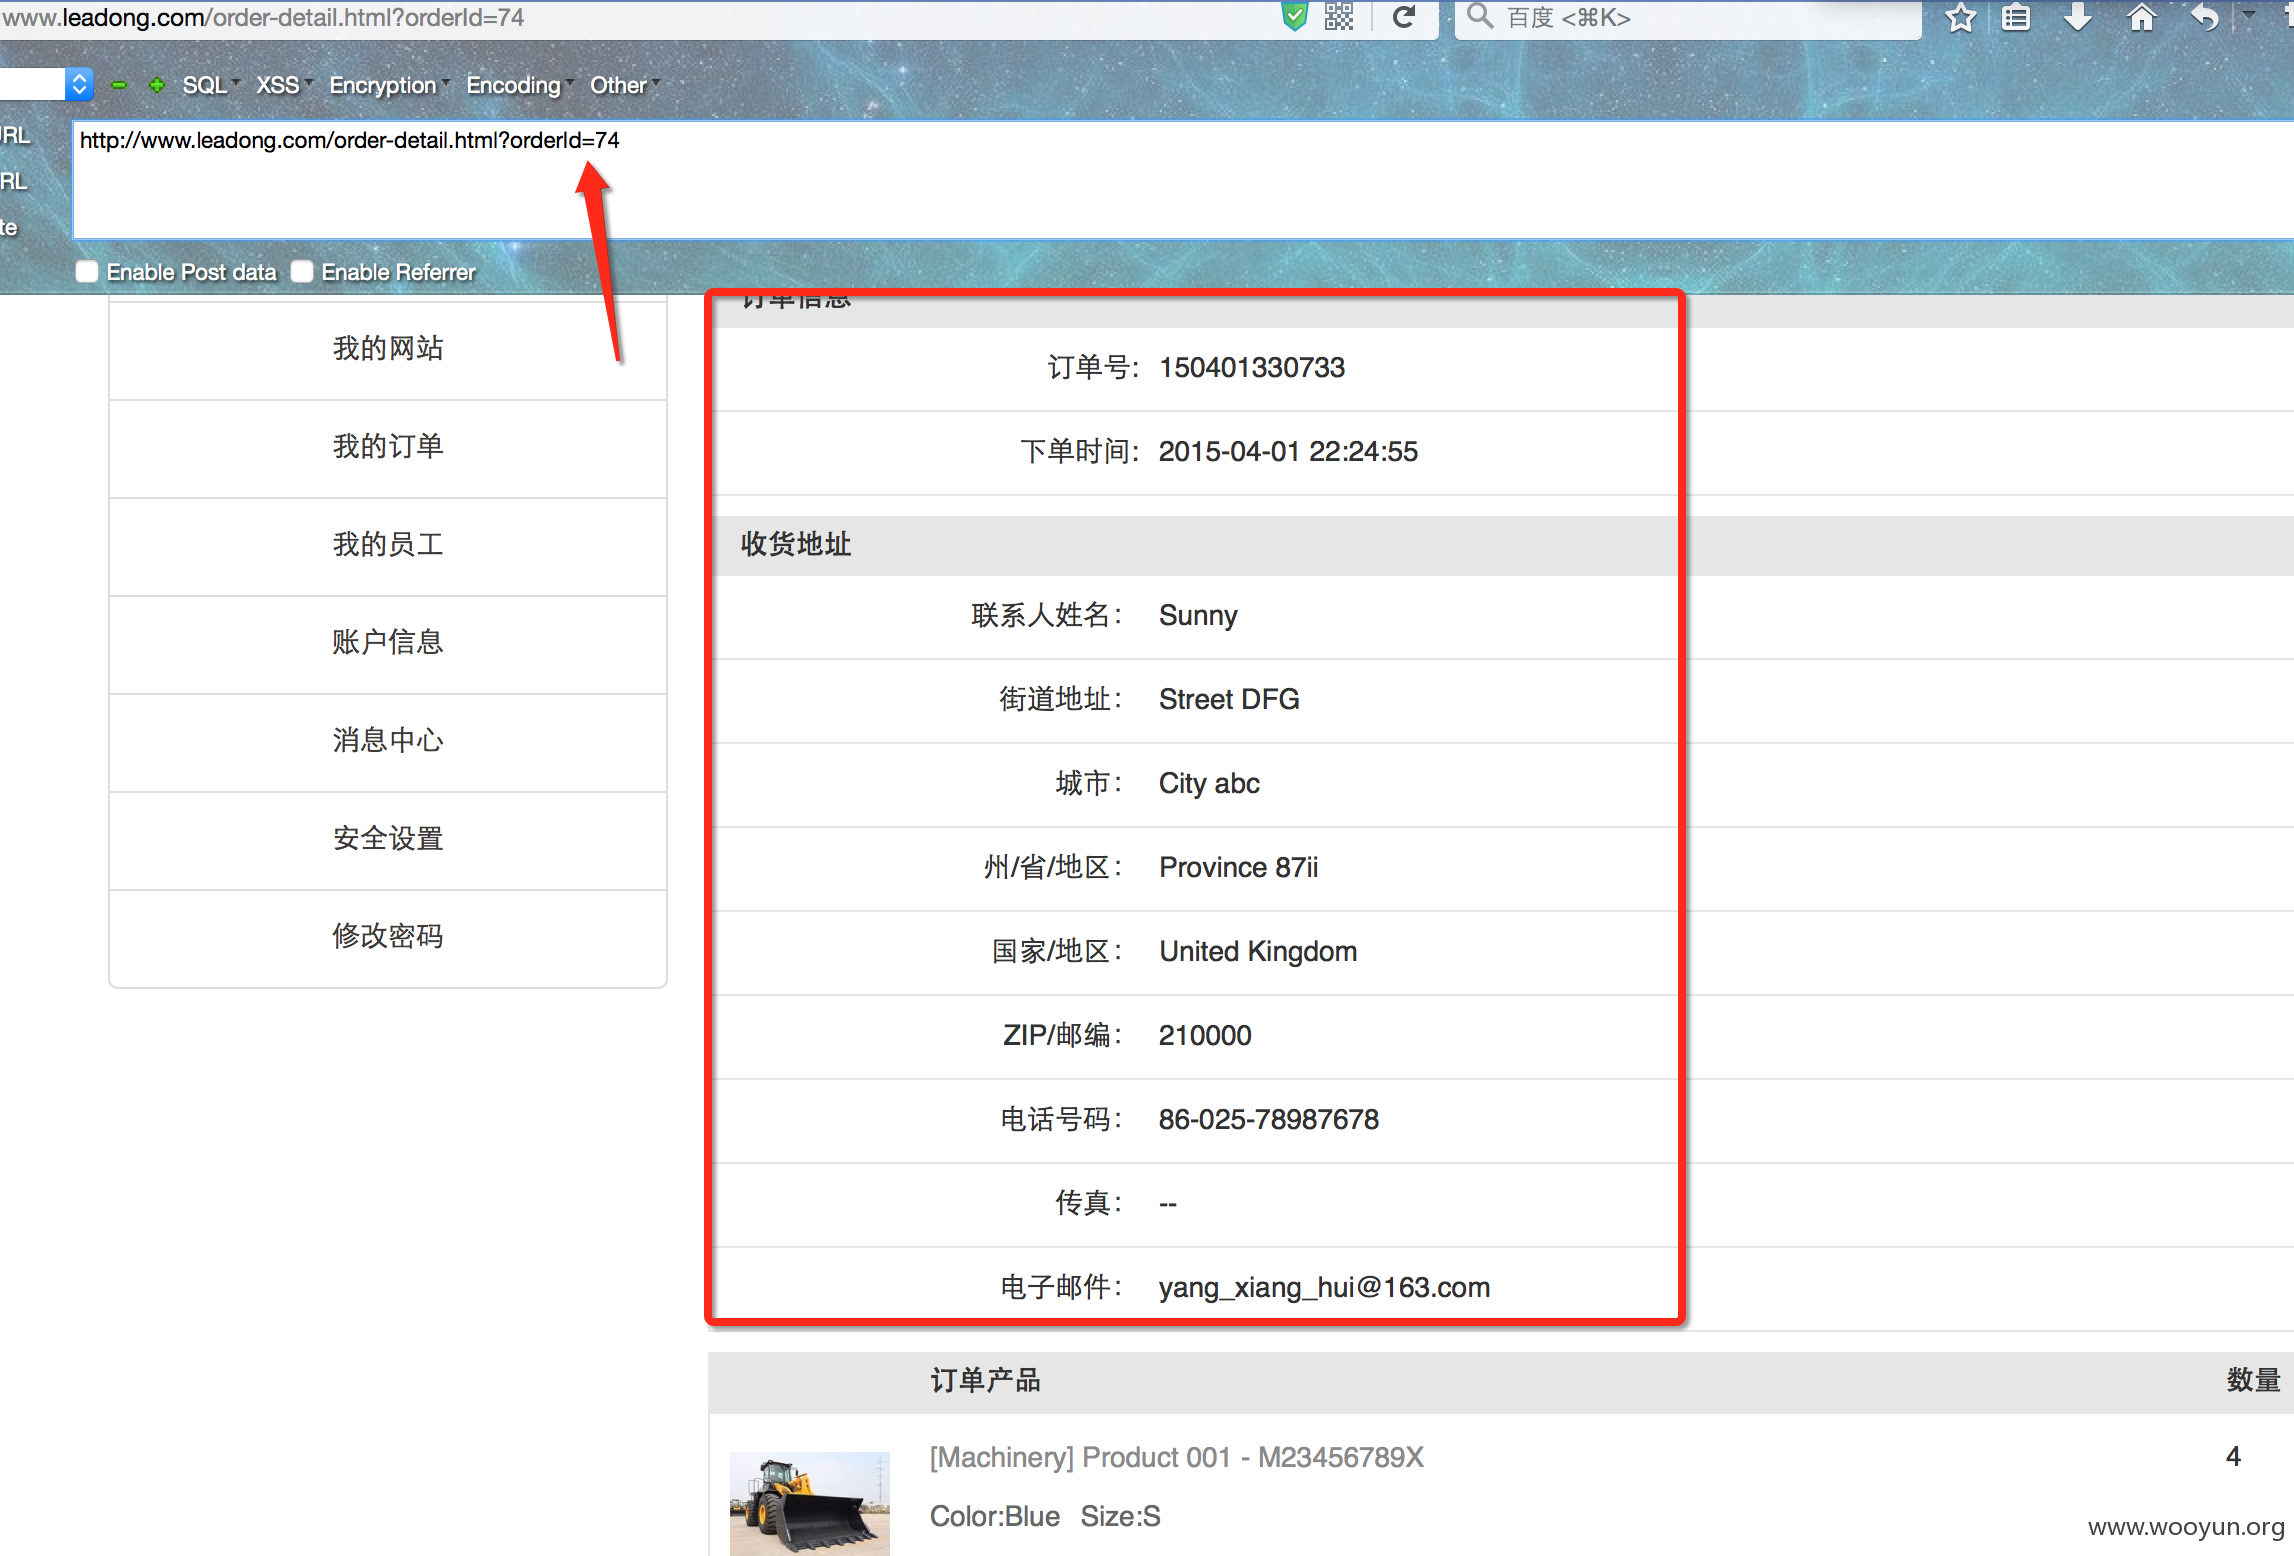 www.leadong.com/order-detail.html?orderId=74
百度 <⌘K>
SQL XSS Encryption Encoding Other
URL
http://www.leadong.com/order-detail.html?orderId=74
RL
te
Enable Post data Enable Referrer
订单信息
我的网站
订单号: 150401330733
我的订单
下单时间: 2015-04-01 22:24:55
我的员工
收货地址
联系人姓名: Sunny
账户信息
街道地址: Street DFG
消息中心
城市: City abc
安全设置
州/省/地区: Province 87ii
修改密码
国家/地区: United Kingdom
ZIP/邮编: 210000
电话号码: 86-025-78987678
传真: --
电子邮件: yang_xiang_hui@163.com
订单产品 数量
[Machinery] Product 001 - M23456789X 4
Color:Blue Size:S
www.wooyun.org